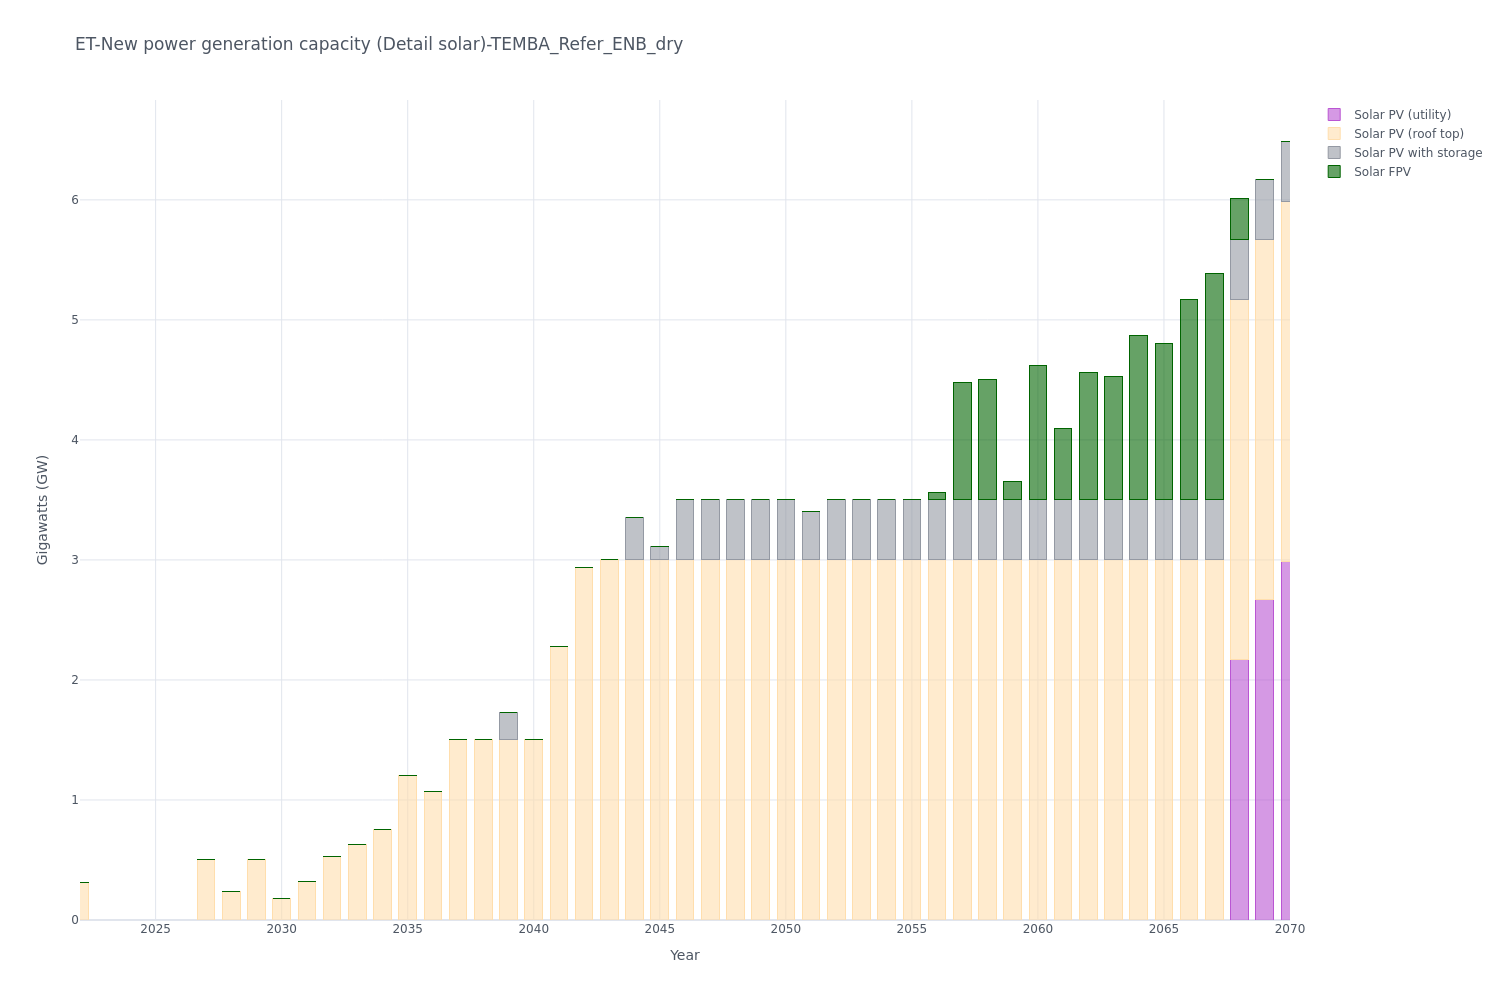 ET-New power generation capacity (Detail solar)-TEMBA_Refer_ENB_dry
Solar PV (utility)
Solar PV (roof top)
Solar PV with storage
Solar FPV
Gigawatts (GW)
6
5
4
3
2
1
0
2025 2030 2035 2040 2045 2050 2055 2060 2065 2070
Year